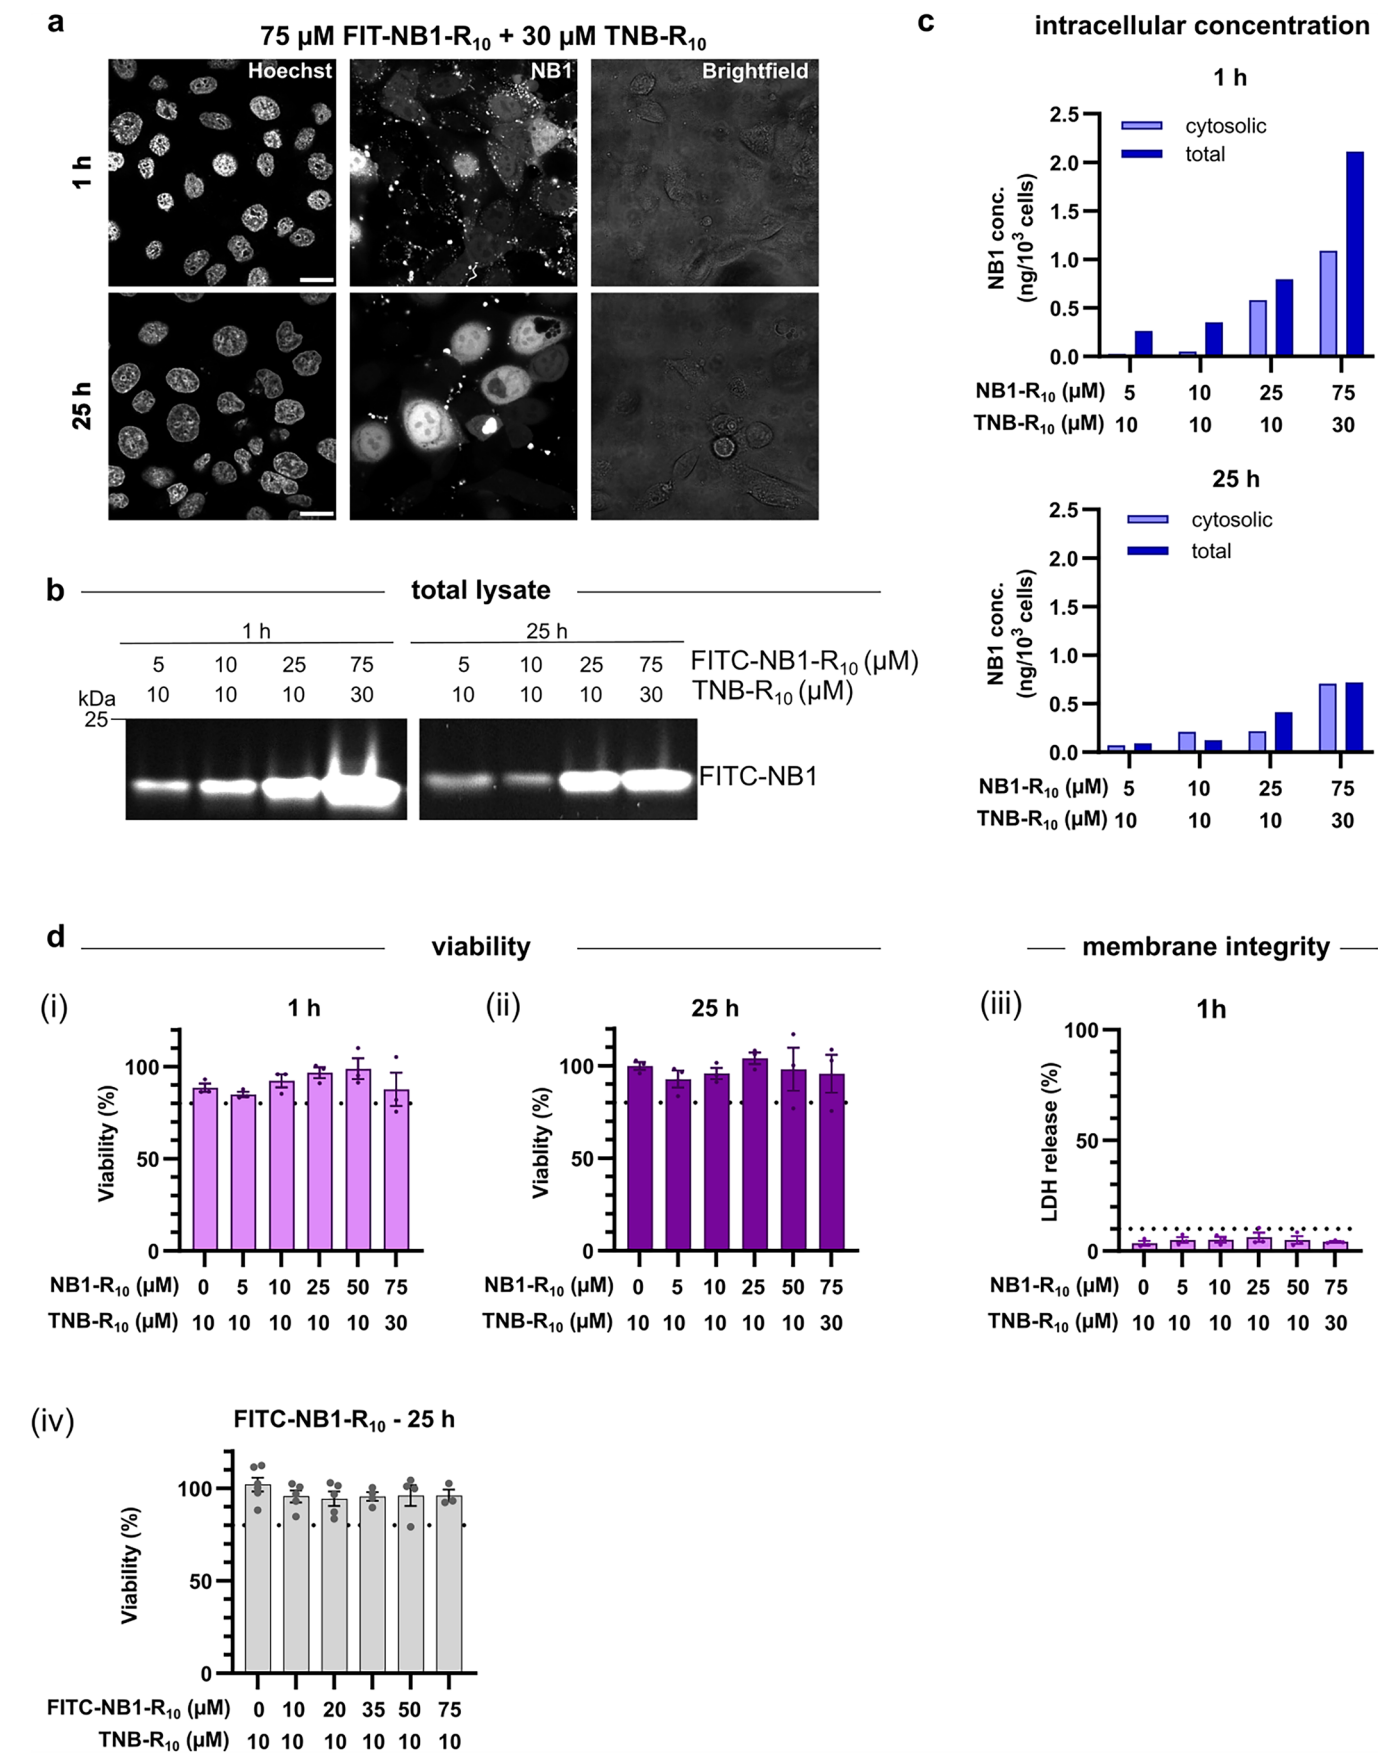 a
75 µM FIT-NB1-R10 + 30 µM TNB-R10
Hoechst NB1 Brightfield
1 h
25 h
b
total lysate
1 h 25 h
5 10 25 75 5 10 25 75 FITC-NB1-R10 (µM)
kDa 10 10 10 30 10 10 10 30 TNB-R10 (µM)
25
FITC-NB1
c
intracellular concentration
1 h
2.5
2.0
1.5
1.0
0.5
0.0
NB1 conc.
(ng/10³ cells)
cytosolic
total
NB1-R10 (µM) 5 10 25 75
TNB-R10 (µM) 10 10 10 30
25 h
2.5
2.0
1.5
1.0
0.5
0.0
NB1 conc.
(ng/10³ cells)
cytosolic
total
NB1-R10 (µM) 5 10 25 75
TNB-R10 (µM) 10 10 10 30
d
viability
membrane integrity
(i)
1 h
100
50
0
Viability (%)
NB1-R10 (µM) 0 5 10 25 50 75
TNB-R10 (µM) 10 10 10 10 10 30
(ii)
25 h
100
50
0
Viablity (%)
NB1-R10 (µM) 0 5 10 25 50 75
TNB-R10 (µM) 10 10 10 10 10 30
(iii)
1h
100
50
0
LDH release (%)
NB1-R10 (µM) 0 5 10 25 50 75
TNB-R10 (µM) 10 10 10 10 10 30
(iv)
FITC-NB1-R10 - 25 h
100
50
0
Viability (%)
FITC-NB1-R10 (µM) 0 10 20 35 50 75
TNB-R10 (µM) 10 10 10 10 10 10